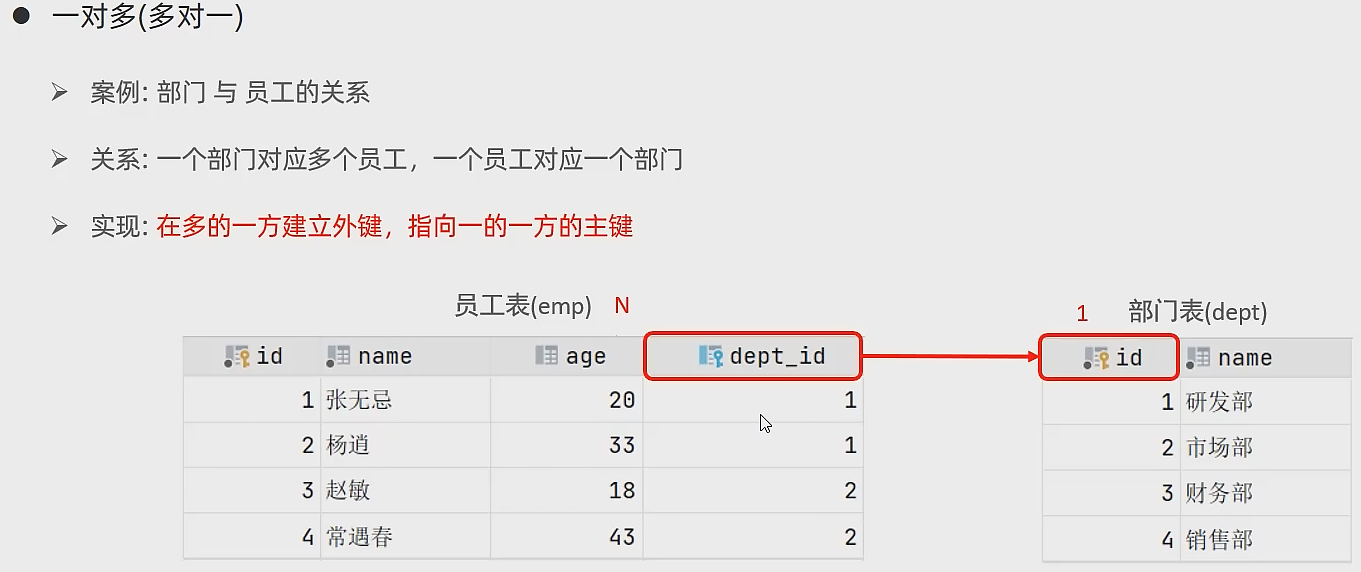 一对多(多对一)
案例: 部门 与 员工的关系
关系: 一个部门对应多个员工，一个员工对应一个部门
实现: 在多的一方建立外键，指向一的一方的主键
员工表(emp) N 1 部门表(dept)
id name age dept_id id name
1 张无忌 20 1 1 研发部
2 杨逍 33 1 2 市场部
3 赵敏 18 2 3 财务部
4 常遇春 43 2 4 销售部